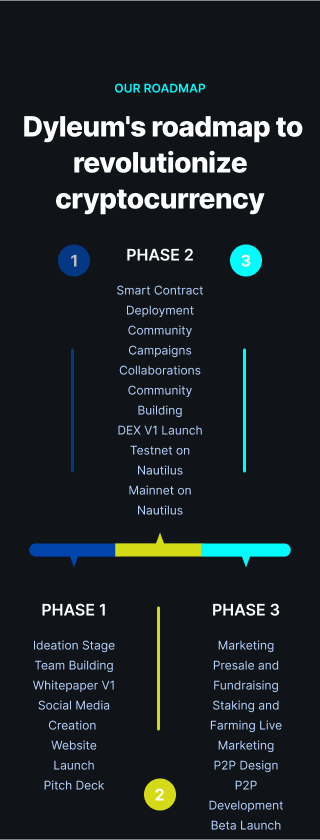 OUR ROADMAP
Dyleum's roadmap to
revolutionize
cryptocurrency
1
PHASE 2
3
Smart Contract
Deployment
Community
Campaigns
Collaborations
Community
Building
DEX V1 Launch
Testnet on
Nautilus
Mainnet on
Nautilus
PHASE 1
Ideation Stage
Team Building
Whitepaper V1
Social Media
Creation
Website
Launch
Pitch Deck
2
PHASE 3
Marketing
Presale and
Fundraising
Staking and
Farming Live
Marketing
P2P Design
P2P
Development
Beta Launch